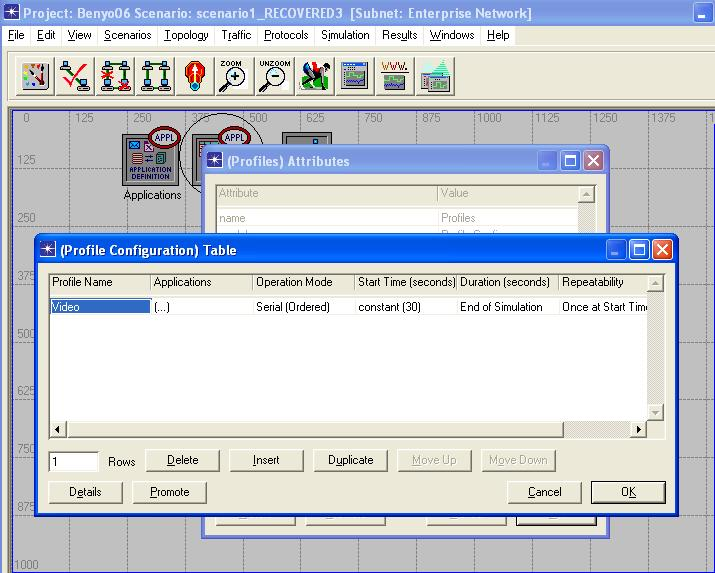 Project: Benyo06 Scenario: scenario1_RECOVERED3 [Subnet: Enterprise Network]
File Edit View Scenarios Topology Traffic Protocols Simulation Results Windows Help
ZOOM UNZOOM
0 125 250 375 500 625 750 875 1000 1125 1250 1375
APPL APPL
APPLICATION
DEFINITION
Applications
125
250
375
500
625
750
875
1000
(Profiles) Attributes
Attribute Value
name Profiles
(Profile Configuration) Table
Profile Name Applications Operation Mode Start Time (seconds) Duration (seconds) Repeatability
Video (...) Serial (Ordered) constant (30) End of Simulation Once at Start Time
1 Rows Delete Insert Duplicate Move Up Move Down
Details Promote Cancel OK